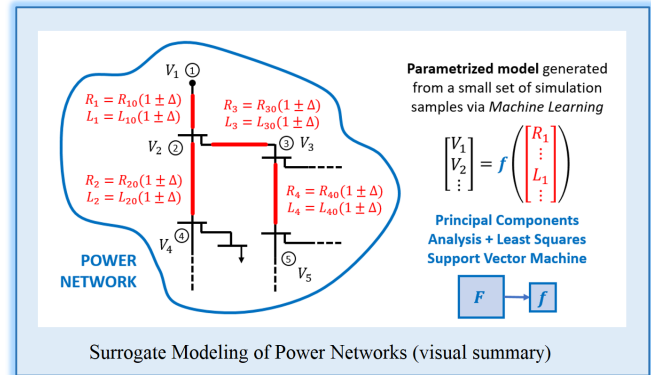 V₁ ①
R₁ = R₁₀(1 ± Δ)
L₁ = L₁₀(1 ± Δ)
R₃ = R₃₀(1 ± Δ)
L₃ = L₃₀(1 ± Δ)
V₂ ②
③ V₃
R₂ = R₂₀(1 ± Δ)
L₂ = L₂₀(1 ± Δ)
R₄ = R₄₀(1 ± Δ)
L₄ = L₄₀(1 ± Δ)
V₄ ④
⑤ V₅
POWER
NETWORK
Parametrized model generated
from a small set of simulation
samples via Machine Learning
[V₁ V₂ ⋮] = f([R₁ ⋮ L₁ ⋮])
Principal Components
Analysis + Least Squares
Support Vector Machine
F f
Surrogate Modeling of Power Networks (visual summary)